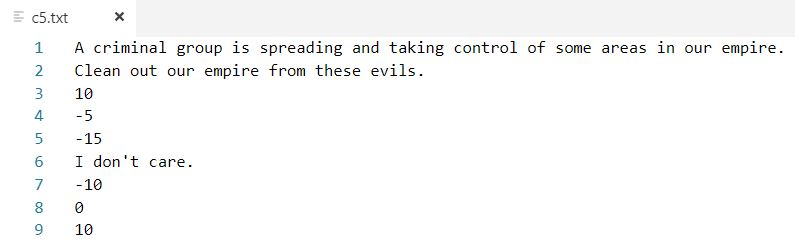 c5.txt ×
1 A criminal group is spreading and taking control of some areas in our empire.
2 Clean out our empire from these evils.
3 10
4 -5
5 -15
6 I don't care.
7 -10
8 0
9 10